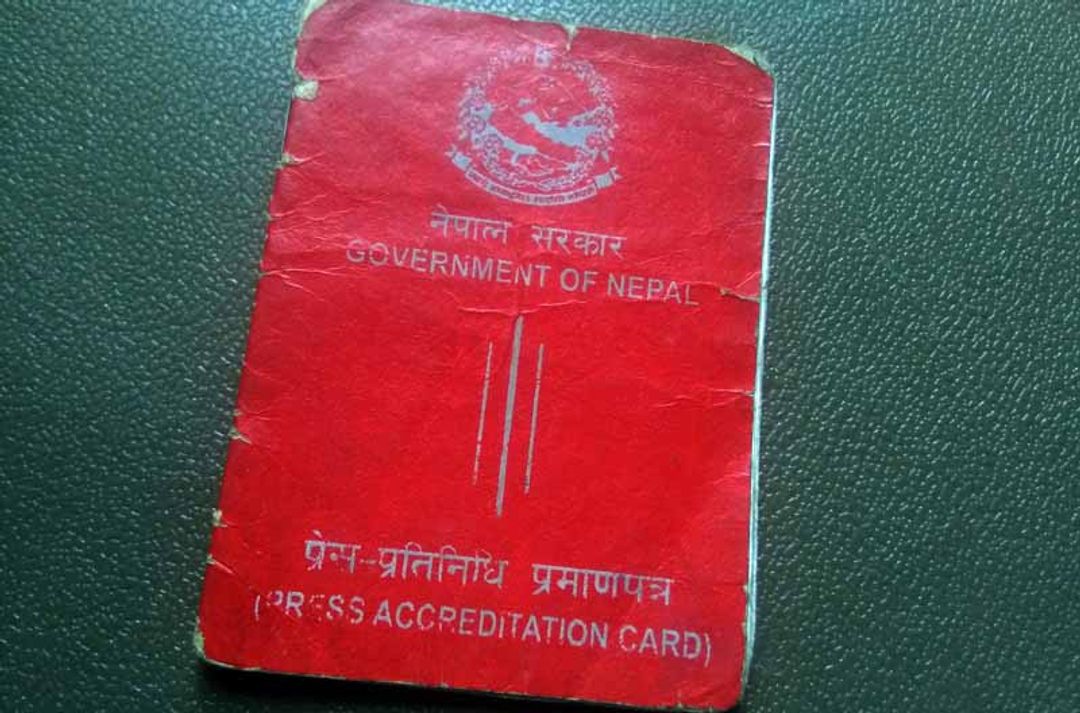 नेपाल सरकार
GOVERNMENT OF NEPAL
प्रेस-प्रतिनिधि प्रमाणपत्र
(PRESS ACCREDITATION CARD)